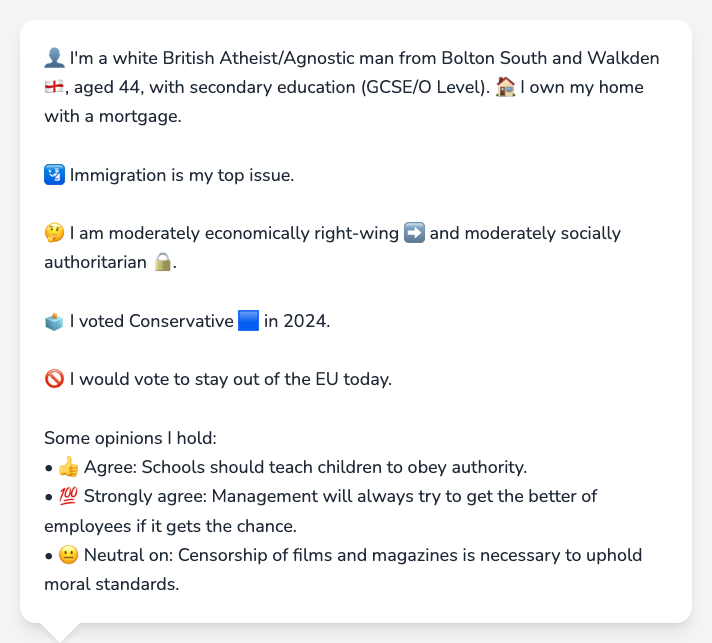 👤 I'm a white British Atheist/Agnostic man from Bolton South and Walkden
🏴󠁧󠁢󠁥󠁮󠁧󠁿, aged 44, with secondary education (GCSE/O Level). 🏠 I own my home
with a mortgage.
🛂 Immigration is my top issue.
🤔 I am moderately economically right-wing ➡️ and moderately socially
authoritarian 🔒.
🗳️ I voted Conservative 🟦 in 2024.
🚫 I would vote to stay out of the EU today.
Some opinions I hold:
• 👍 Agree: Schools should teach children to obey authority.
• 💯 Strongly agree: Management will always try to get the better of
employees if it gets the chance.
• 😐 Neutral on: Censorship of films and magazines is necessary to uphold
moral standards.